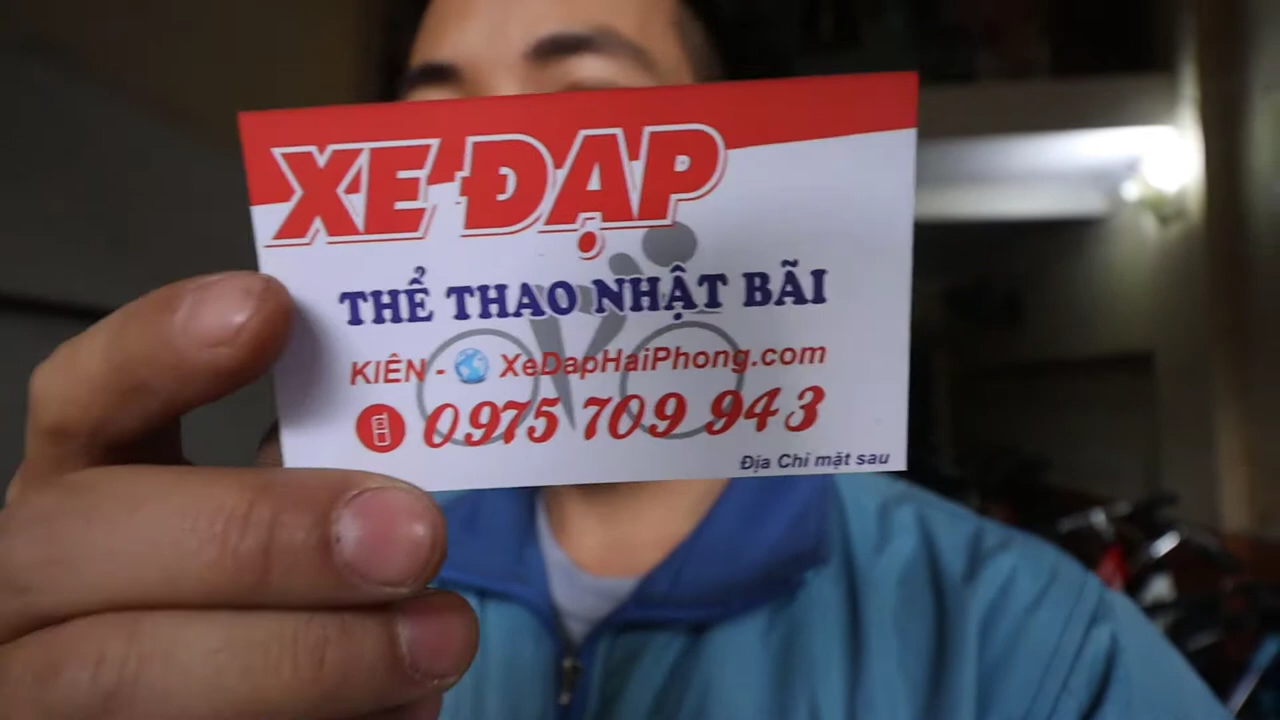 XE ĐẠP
THỂ THAO NHẬT BÃI
KIÊN - XeDapHaiPhong.com
0975 709 943
Địa Chỉ mặt sau